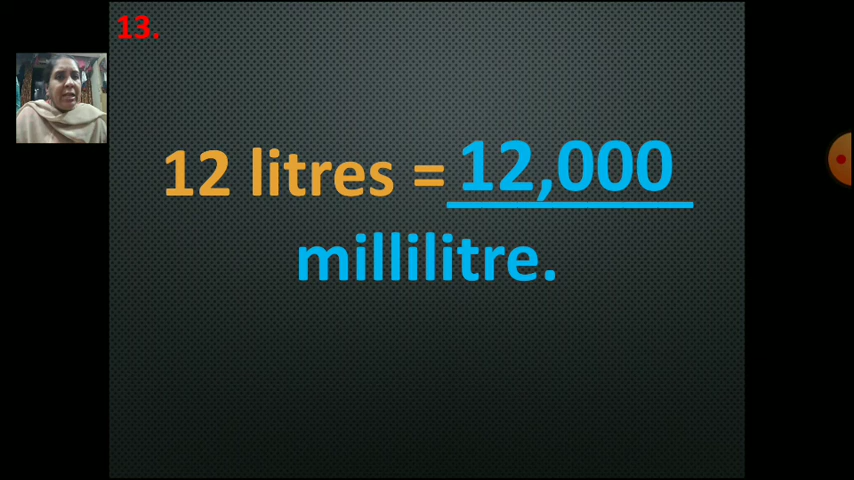 13.
12 litres = 12,000
millilitre.